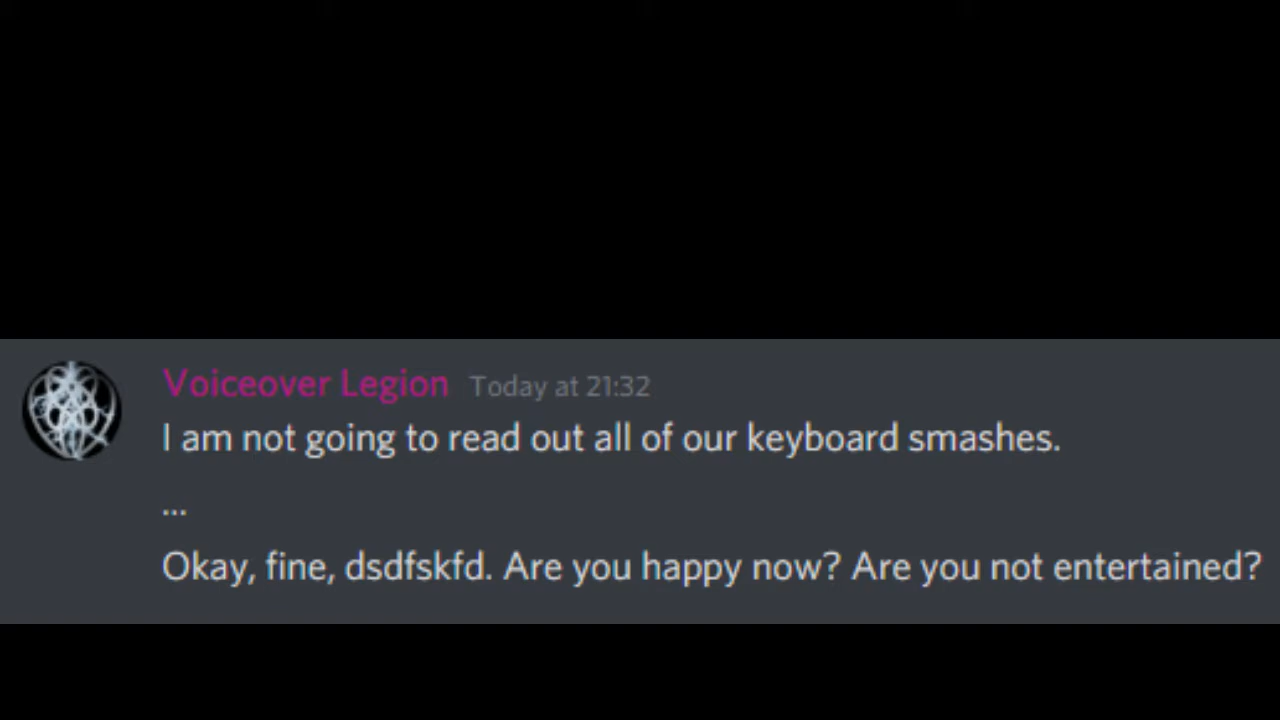 Voiceover Legion Today at 21:32
I am not going to read out all of our keyboard smashes.
...
Okay, fine, dsdfskfd. Are you happy now? Are you not entertained?